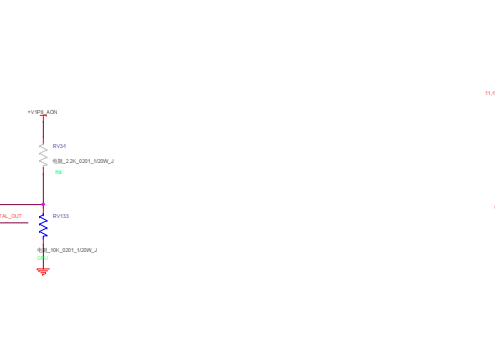 +V1P8_AON
RV34
电阻_2.2K_0201_1/20W_J
TAL_OUT
RV133
电阻_10K_0201_1/20W_J